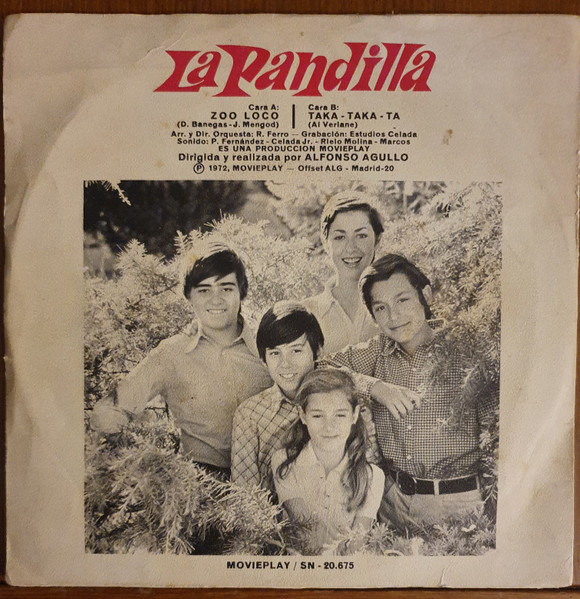 La Pandilla
Cara A:
ZOO LOCO
(D. Banegas-J. Mengod)
Cara B:
TAKA-TAKA-TA
(Al Verlane)
Arr. y Dir. Orquesta: R. Ferro — Grabación: Estudios Celada
Sonido: P. Fernández - Celada Jr. - Rielo Molina - Marcos
ES UNA PRODUCCION MOVIEPLAY
Dirigida y realizada por ALFONSO AGULLO
Ⓟ 1972, MOVIEPLAY — Offset ALG - Madrid-20
MOVIEPLAY / SN - 20.675